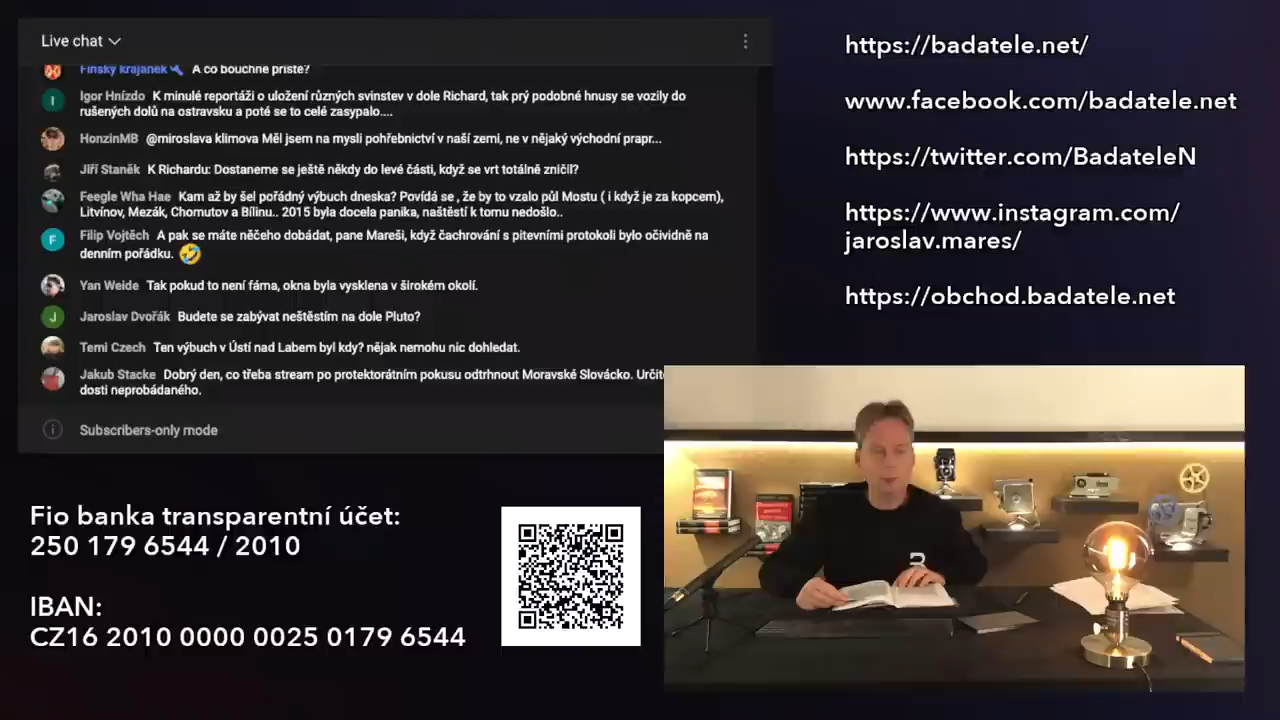 Live chat
Finský krajánek A co bouchne příště?
Igor Hnízdo K minulé reportáži o uložení různých svinstev v dole Richard, tak prý podobné hnusy se vozily do
rušených dolů na ostravsku a poté se to celé zasypalo....
HonzinMB @miroslava klimova Měl jsem na mysli pohřebnictví v naší zemi, ne v nějaký východní prapr...
Jiří Staněk K Richardu: Dostaneme se ještě někdy do levé části, když se vrt totálně zničil?
Feegle Wha Hae Kam až by šel pořádný výbuch dneska? Povídá se , že by to vzalo půl Mostu ( i když je za kopcem),
Litvínov, Mezák, Chomutov a Bílinu.. 2015 byla docela panika, naštěstí k tomu nedošlo..
Filip Vojtěch A pak se máte něčeho dobádat, pane Mareši, když čachrování s pitevními protokoli bylo očividně na
denním pořádku. 🤣
Yan Weide Tak pokud to není fáma, okna byla vysklena v širokém okolí.
Jaroslav Dvořák Budete se zabývat neštěstím na dole Pluto?
Temi Czech Ten výbuch v Ústí nad Labem byl kdy? nějak nemohu nic dohledat.
Jakub Stacke Dobrý den, co třeba stream po protektorátním pokusu odtrhnout Moravské Slovácko. Určitě
dosti neprobádaného.
Subscribers-only mode
https://badatele.net/
www.facebook.com/badatele.net
https://twitter.com/BadateleN
https://www.instagram.com/
jaroslav.mares/
https://obchod.badatele.net
Fio banka transparentní účet:
250 179 6544 / 2010
IBAN:
CZ16 2010 0000 0025 0179 6544